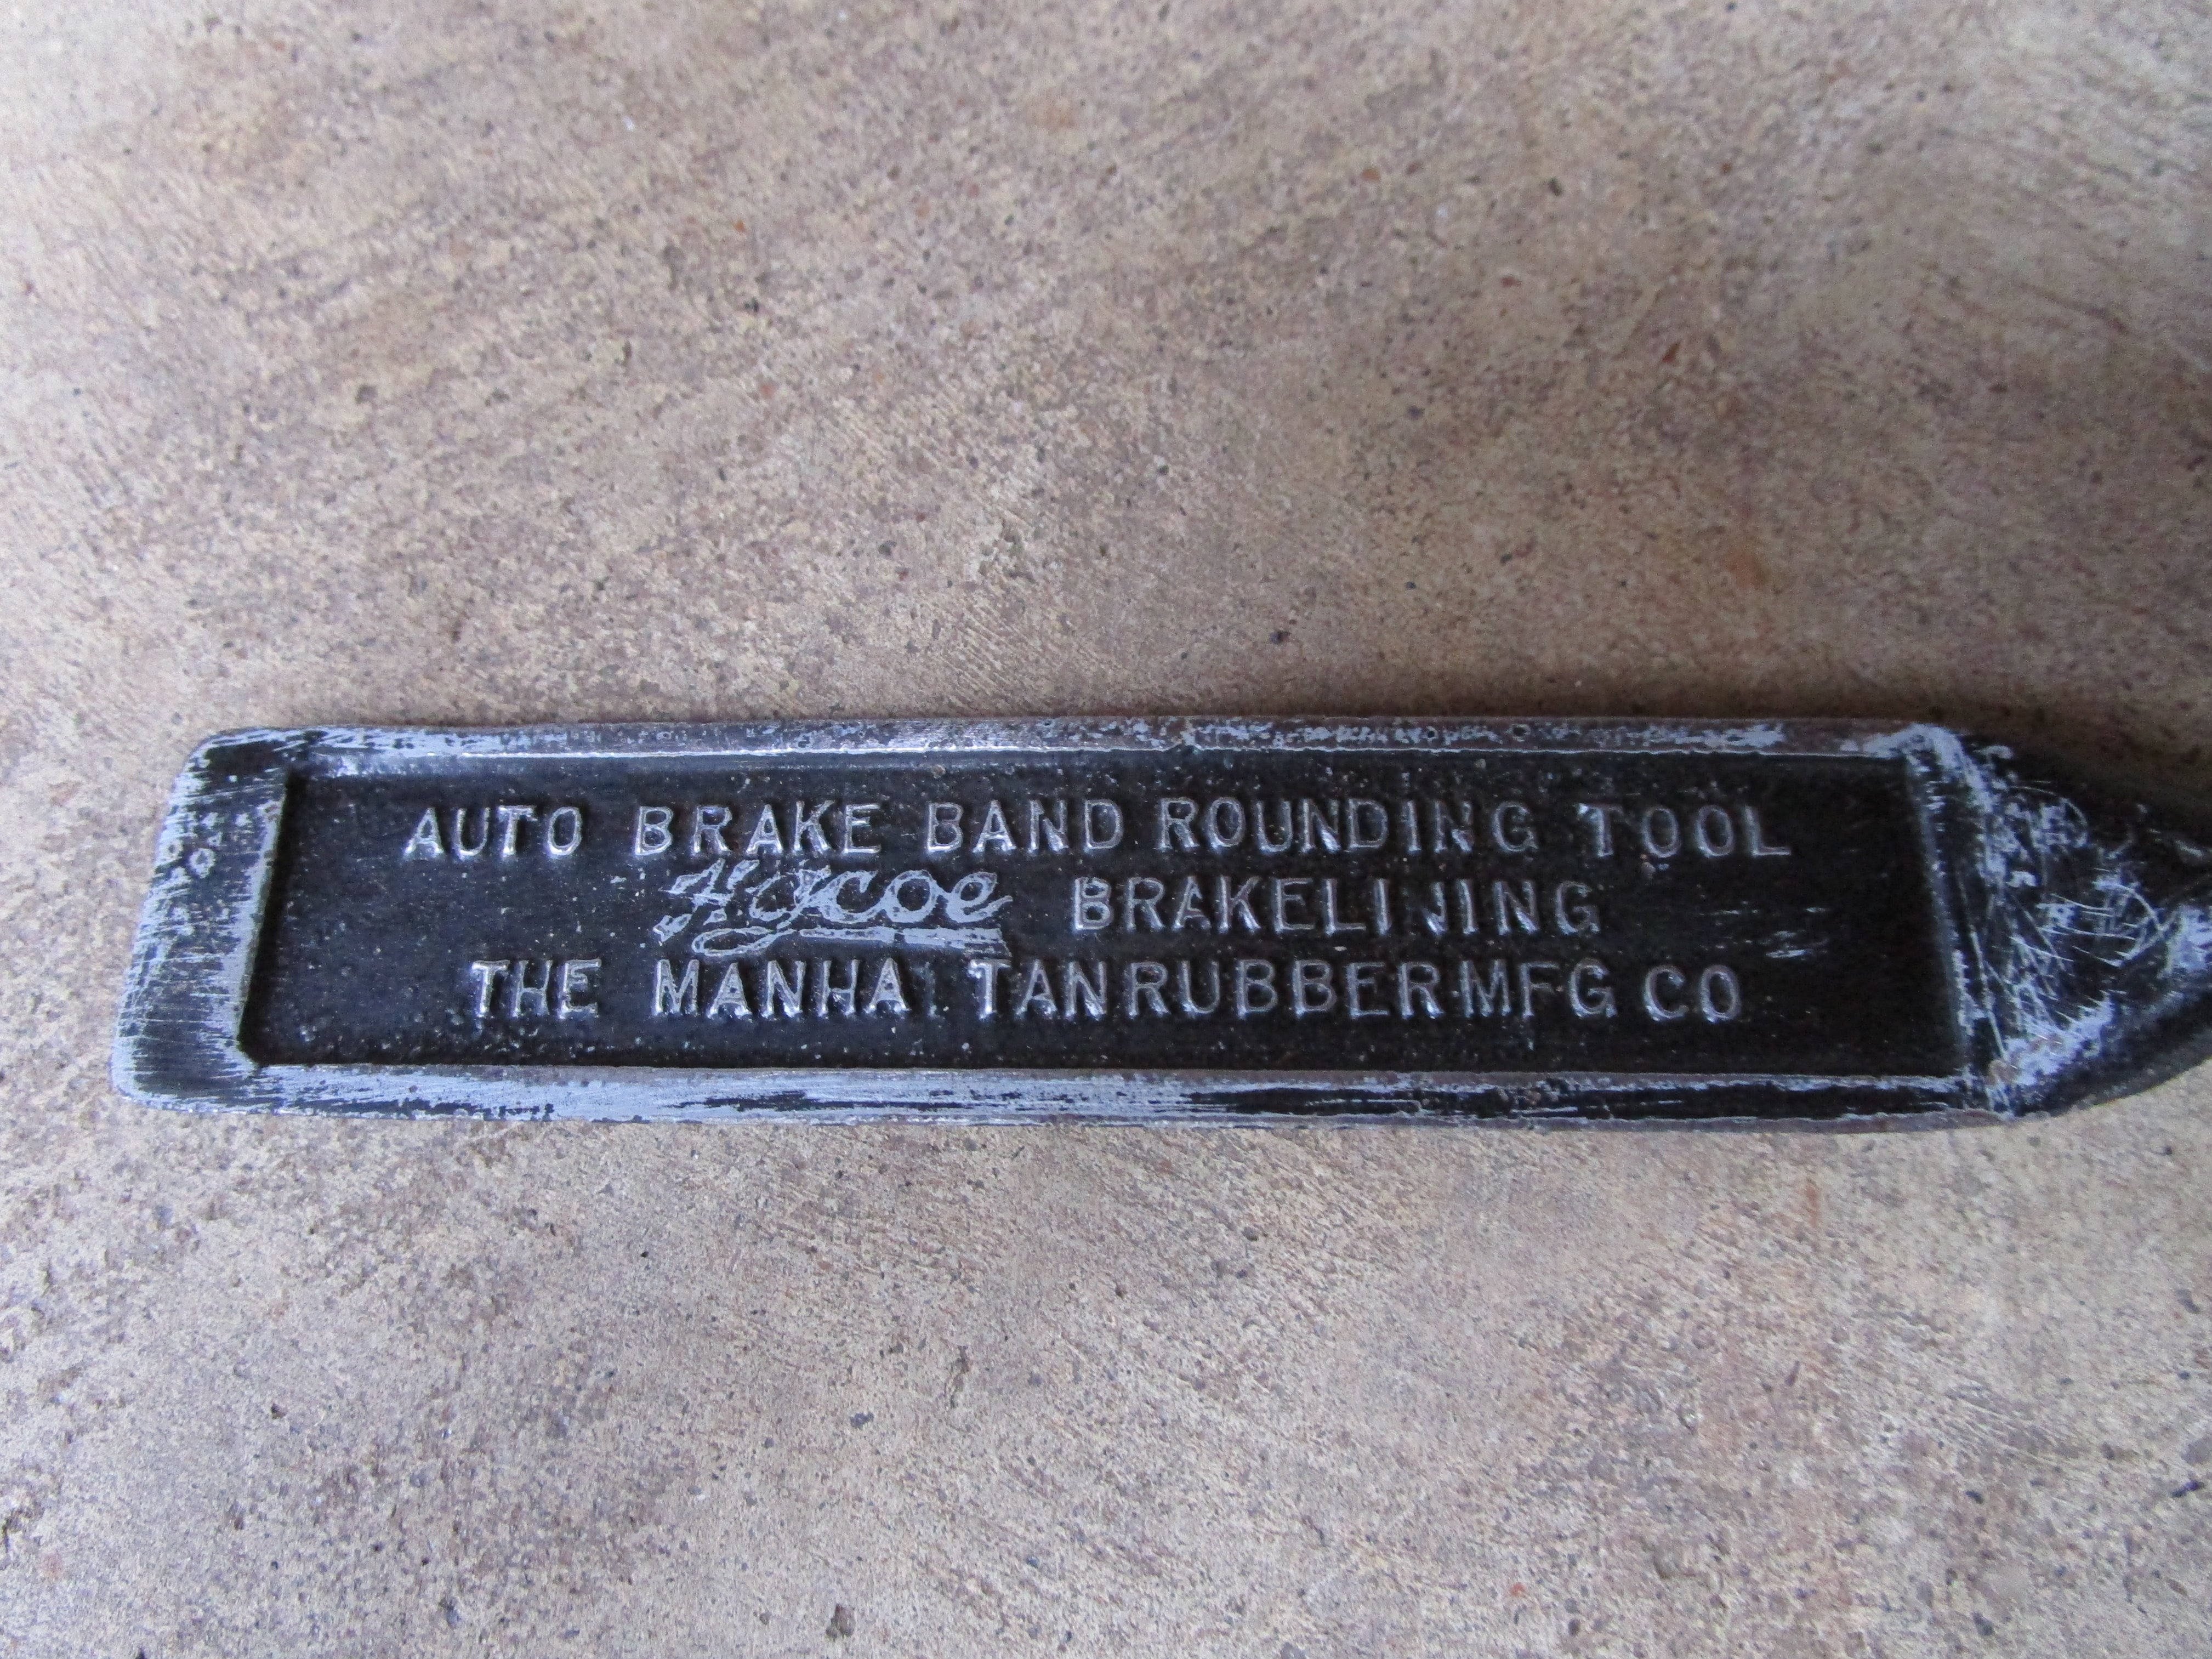 AUTO BRAKE BAND ROUNDING TOOL
Hycoe BRAKELINING
THE MANHATTAN RUBBER MFG CO